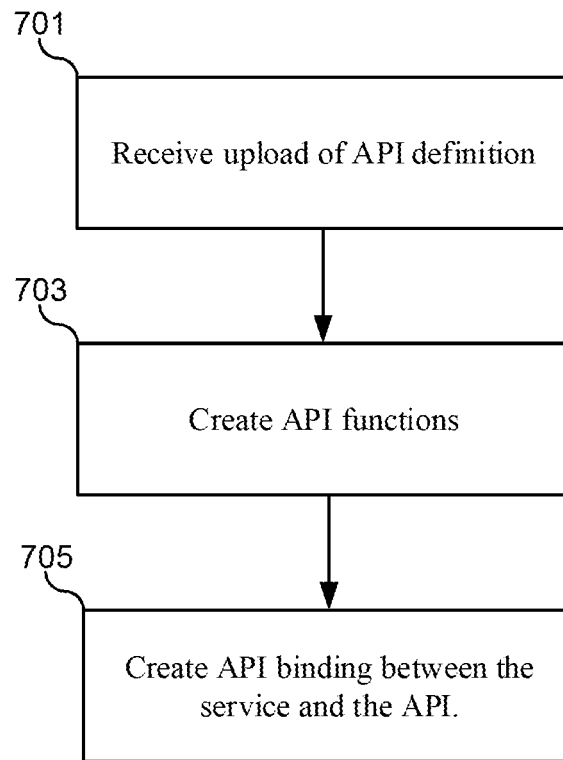 701
Receive upload of API definition
703
Create API functions
705
Create API binding between the
service and the API.